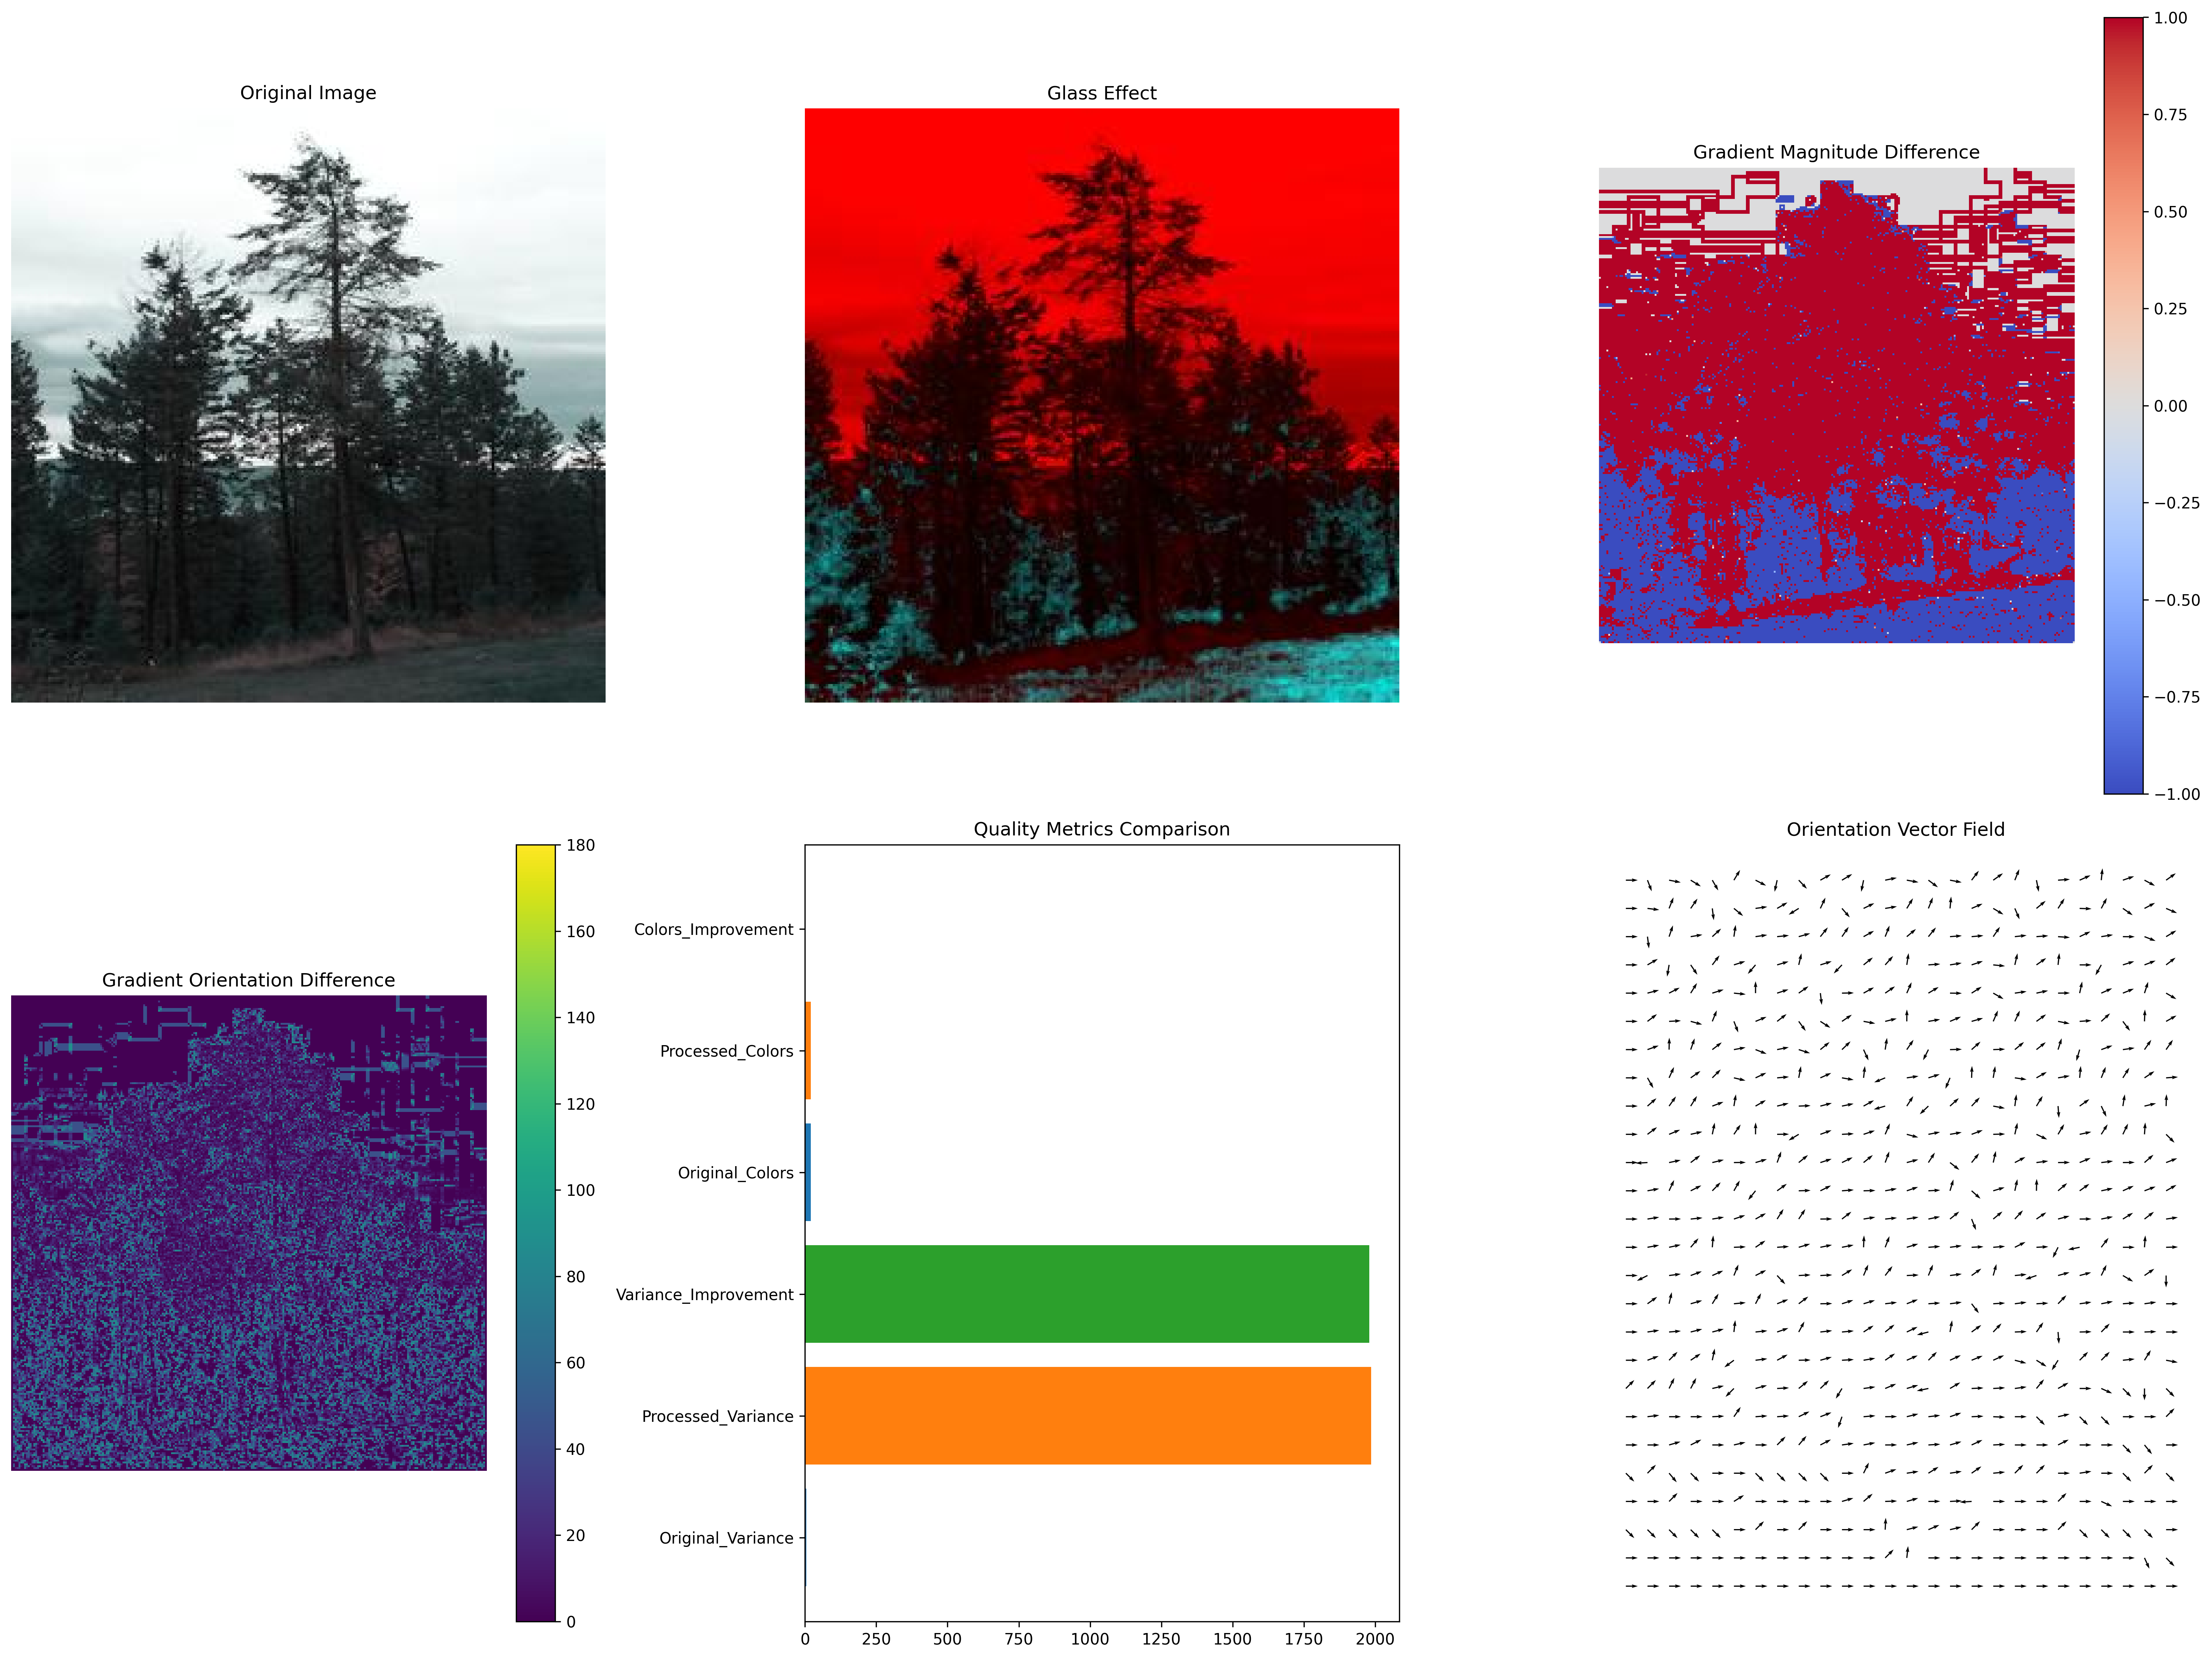 Original Image
Glass Effect
Gradient Magnitude Difference
1.00
0.75
0.50
0.25
0.00
−0.25
−0.50
−0.75
−1.00
Gradient Orientation Difference
180
160
140
120
100
80
60
40
20
0
Quality Metrics Comparison
Colors_Improvement
Processed_Colors
Original_Colors
Variance_Improvement
Processed_Variance
Original_Variance
0 250 500 750 1000 1250 1500 1750 2000
Orientation Vector Field